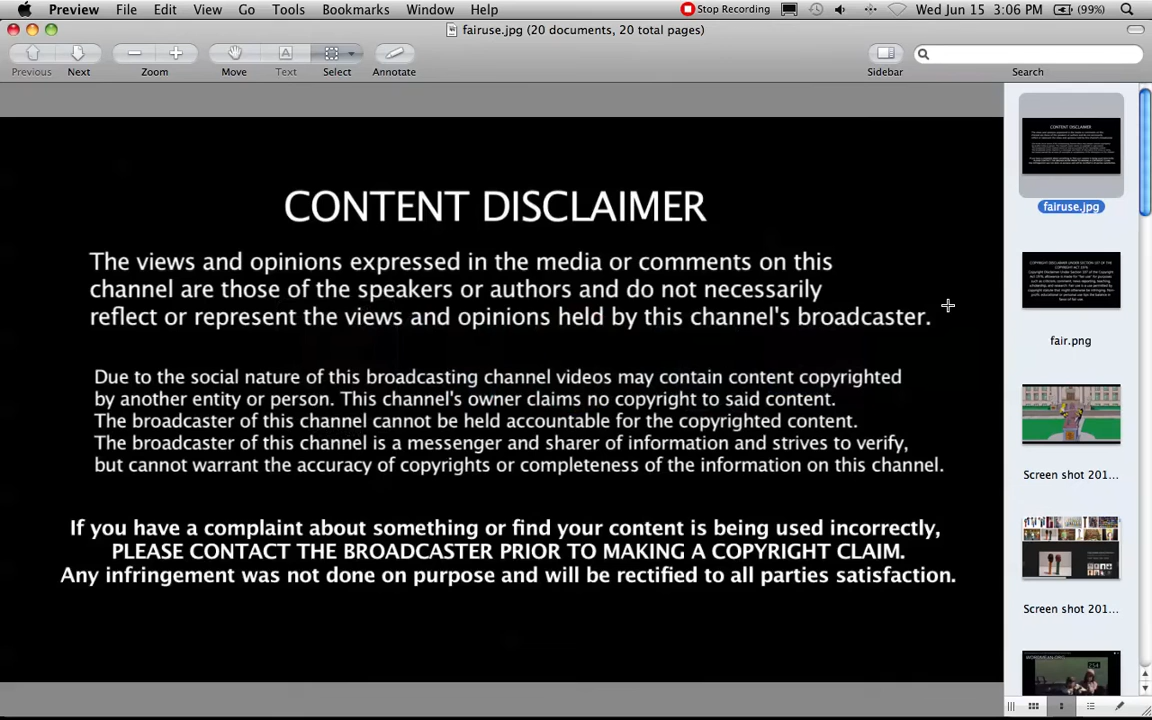 Preview File Edit View Go Tools Bookmarks Window Help Stop Recording Wed Jun 15 3:06 PM (99%)
fairuse.jpg (20 documents, 20 total pages)
Previous Next Zoom Move Text Select Annotate Sidebar Search
CONTENT DISCLAIMER
The views and opinions expressed in the media or comments on this
channel are those of the speakers or authors and do not necessarily
reflect or represent the views and opinions held by this channel's broadcaster.
Due to the social nature of this broadcasting channel videos may contain content copyrighted
by another entity or person. This channel's owner claims no copyright to said content.
The broadcaster of this channel cannot be held accountable for the copyrighted content.
The broadcaster of this channel is a messenger and sharer of information and strives to verify,
but cannot warrant the accuracy of copyrights or completeness of the information on this channel.
If you have a complaint about something or find your content is being used incorrectly,
PLEASE CONTACT THE BROADCASTER PRIOR TO MAKING A COPYRIGHT CLAIM.
Any infringement was not done on purpose and will be rectified to all parties satisfaction.
CONTENT DISCLAIMER
fairuse.jpg
fair.png
Screen shot 201...
Screen shot 201...